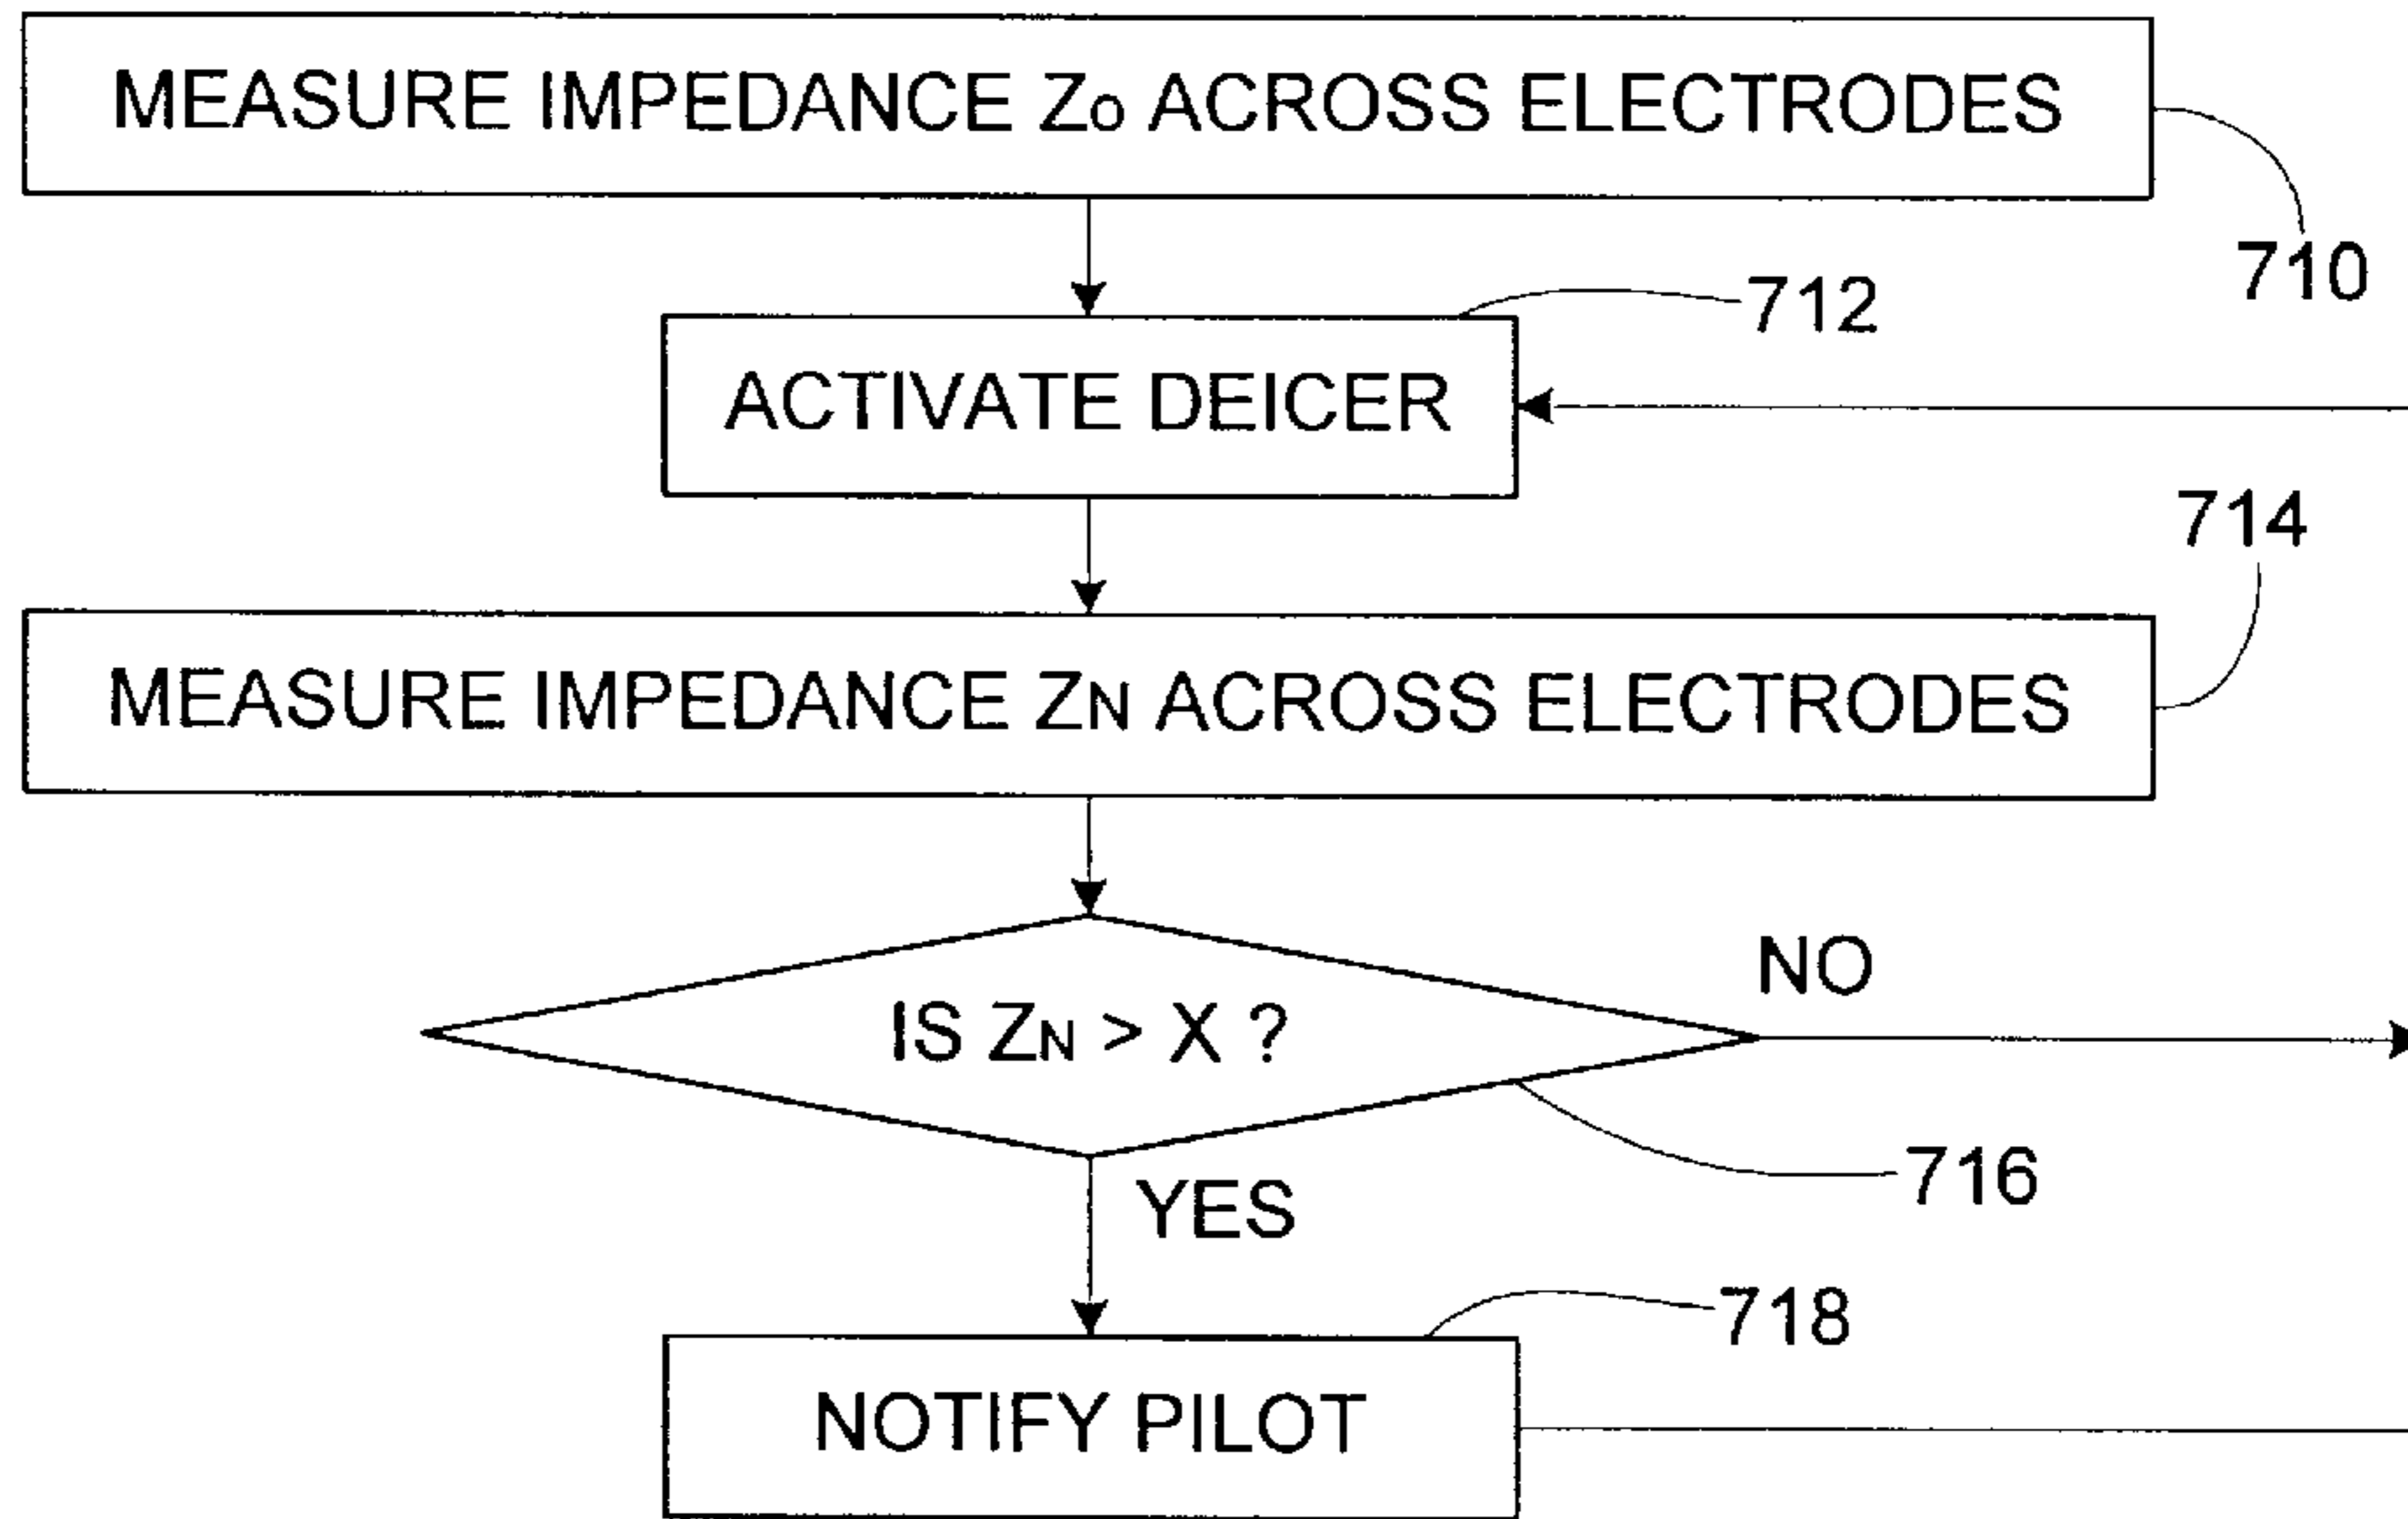 MEASURE IMPEDANCE Zo ACROSS ELECTRODES
710
712
ACTIVATE DEICER
714
MEASURE IMPEDANCE ZN ACROSS ELECTRODES
NO
IS ZN > X ?
716
YES
718
NOTIFY PILOT